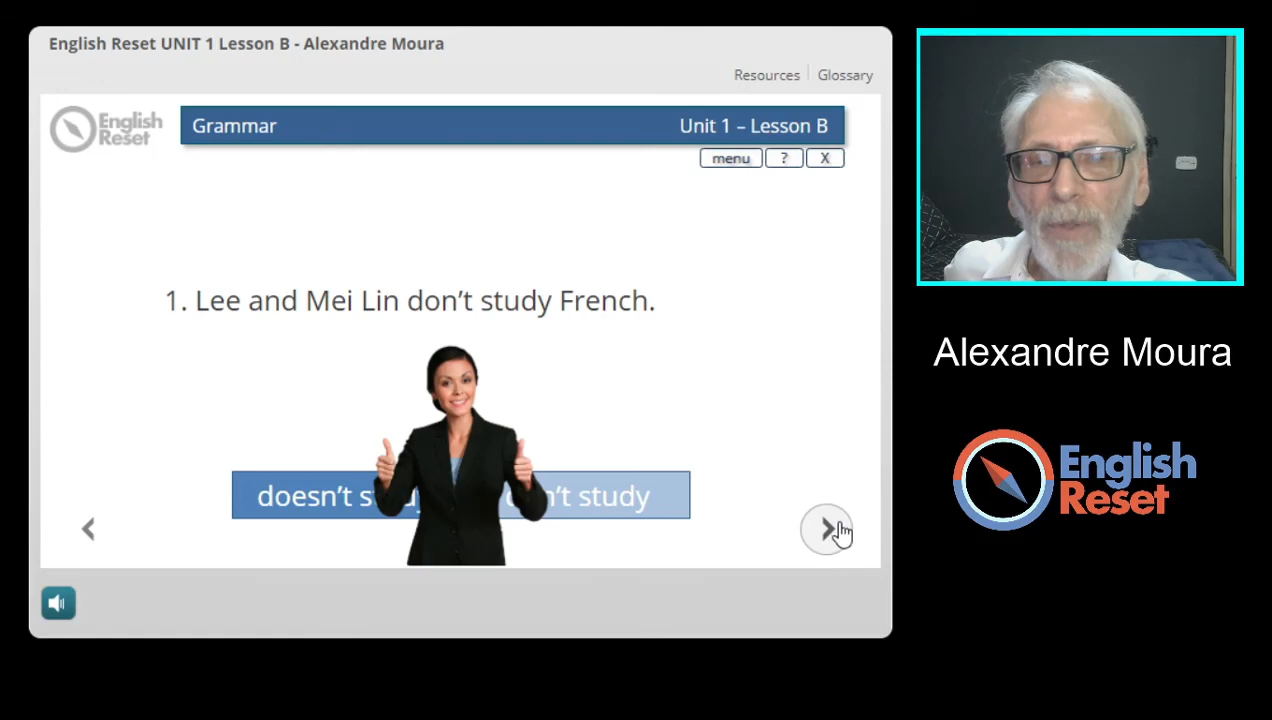 English Reset UNIT 1 Lesson B - Alexandre Moura
Resources
Glossary
English
Reset
Grammar
Unit 1 – Lesson B
menu
?
X
1. Lee and Mei Lin don't study French.
doesn't
study
Alexandre Moura
English
Reset